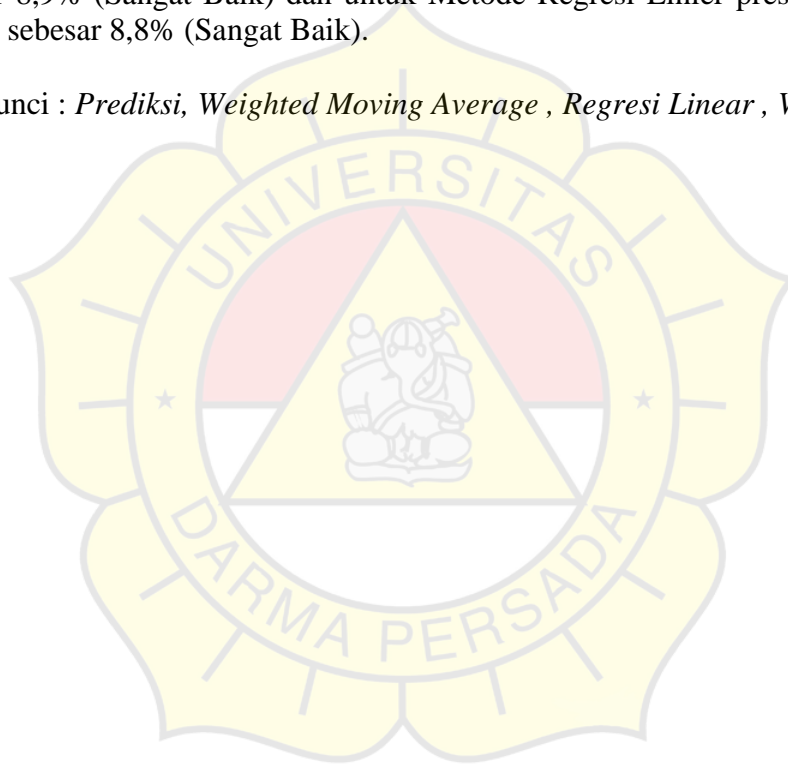 8,9% (Sangat Baik) dan untuk Metode Regresi Linier
sebesar 8,8% (Sangat Baik).
unci : Prediksi, Weighted Moving Average , Regresi Linear ,
UNIVERSITAS
DARMA PERSADA